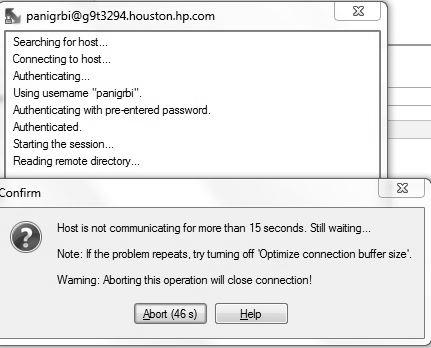 panigrbi@g9t3294.houston.hp.com
Searching for host...
Connecting to host...
Authenticating...
Using username "panigrbi".
Authenticating with pre-entered password.
Authenticated.
Starting the session...
Reading remote directory...
Confirm
Host is not communicating for more than 15 seconds. Still waiting...
Note: If the problem repeats, try turning off 'Optimize connection buffer size'.
Warning: Aborting this operation will close connection!
Abort (46 s)
Help